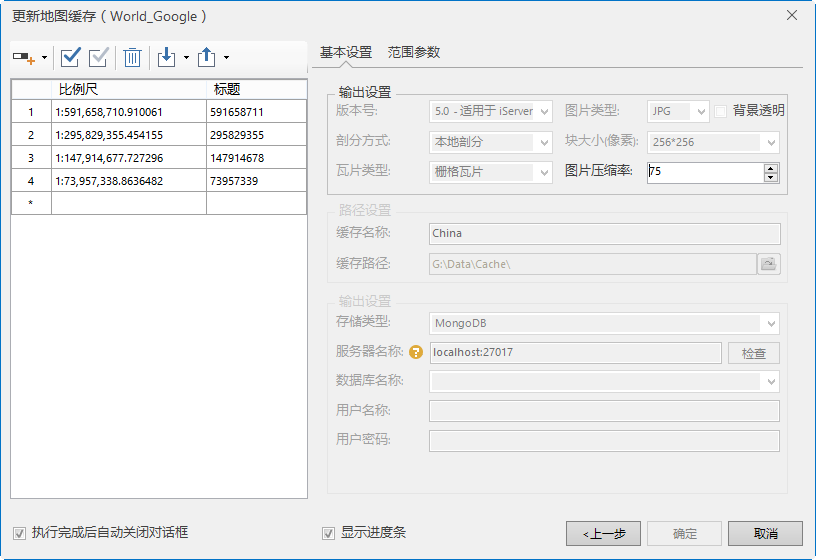 更新地图缓存（World_Google）
基本设置 范围参数
比例尺 标题
1 1:591,658,710.910061 591658711
2 1:295,829,355.454155 295829355
3 1:147,914,677.727296 147914678
4 1:73,957,338.8636482 73957339
*
输出设置
版本号: 5.0 - 适用于 iServer 图片类型: JPG 背景透明
剖分方式: 本地剖分 块大小(像素): 256*256
瓦片类型: 栅格瓦片 图片压缩率: 75
路径设置
缓存名称: China
缓存路径: G:\Data\Cache\
输出设置
存储类型: MongoDB
服务器名称: ? localhost:27017 检查
数据库名称:
用户名称:
用户密码:
执行完成后自动关闭对话框 显示进度条 <上一步 确定 取消